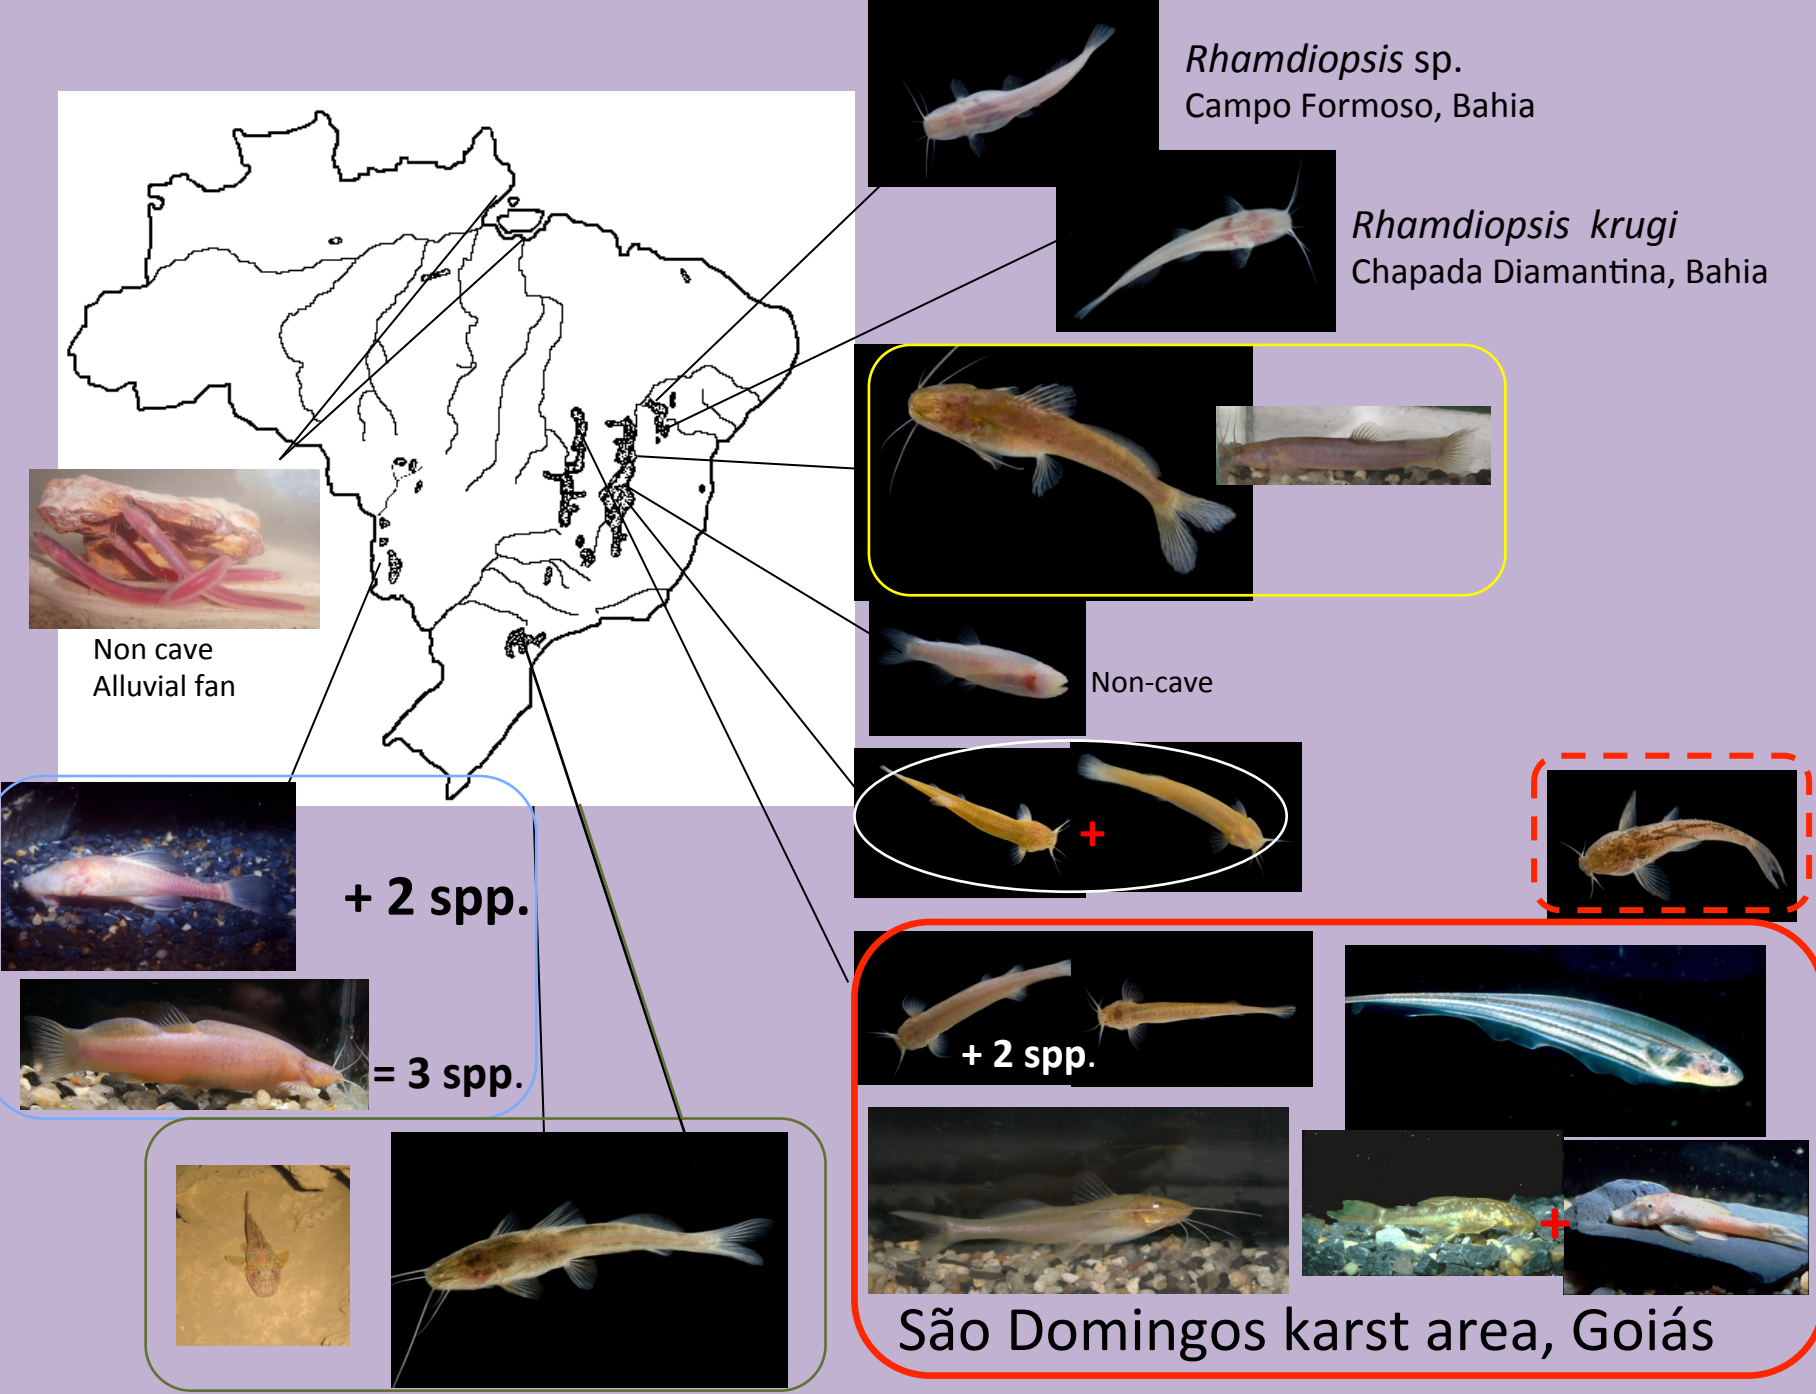 Rhamdiopsis sp.
Campo Formoso, Bahia
Rhamdiopsis krugi
Chapada Diamantina, Bahia
Non cave
Alluvial fan
Non-cave
+
+ 2 spp.
= 3 spp.
+ 2 spp.
+
São Domingos karst area, Goiás